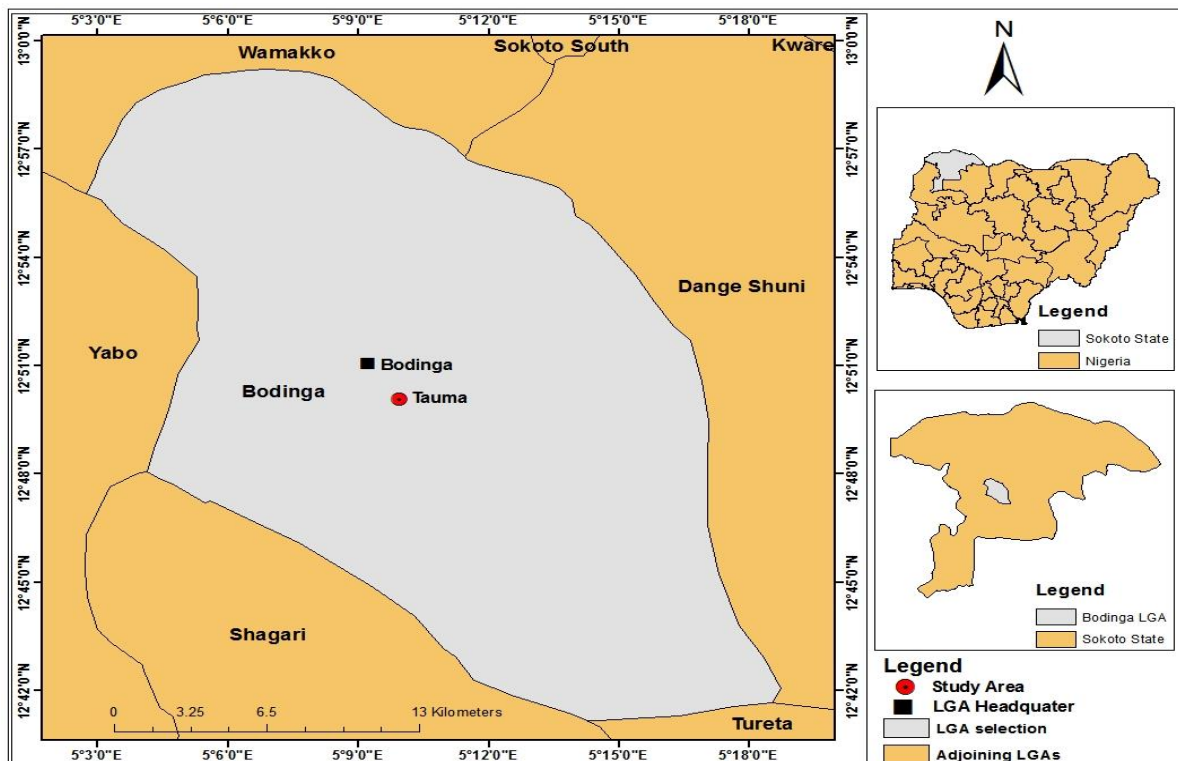 5°3'0"E 5°6'0"E 5°9'0"E 5°12'0"E 5°15'0"E 5°18'0"E
13°0'0"N
12°57'0"N
12°54'0"N
12°51'0"N
12°48'0"N
12°45'0"N
12°42'0"N
Wamakko
Sokoto South
Kware
Dange Shuni
Yabo
Bodinga
Bodinga
Tauma
Shagari
Tureta
0 3.25 6.5 13 Kilometers
13°0'0"N
12°57'0"N
12°54'0"N
12°51'0"N
12°48'0"N
12°45'0"N
12°42'0"N
5°3'0"E 5°6'0"E 5°9'0"E 5°12'0"E 5°15'0"E 5°18'0"E
N
Legend
Sokoto State
Nigeria
Legend
Bodinga LGA
Sokoto State
Legend
Study Area
LGA Headquater
LGA selection
Adjoining LGAs